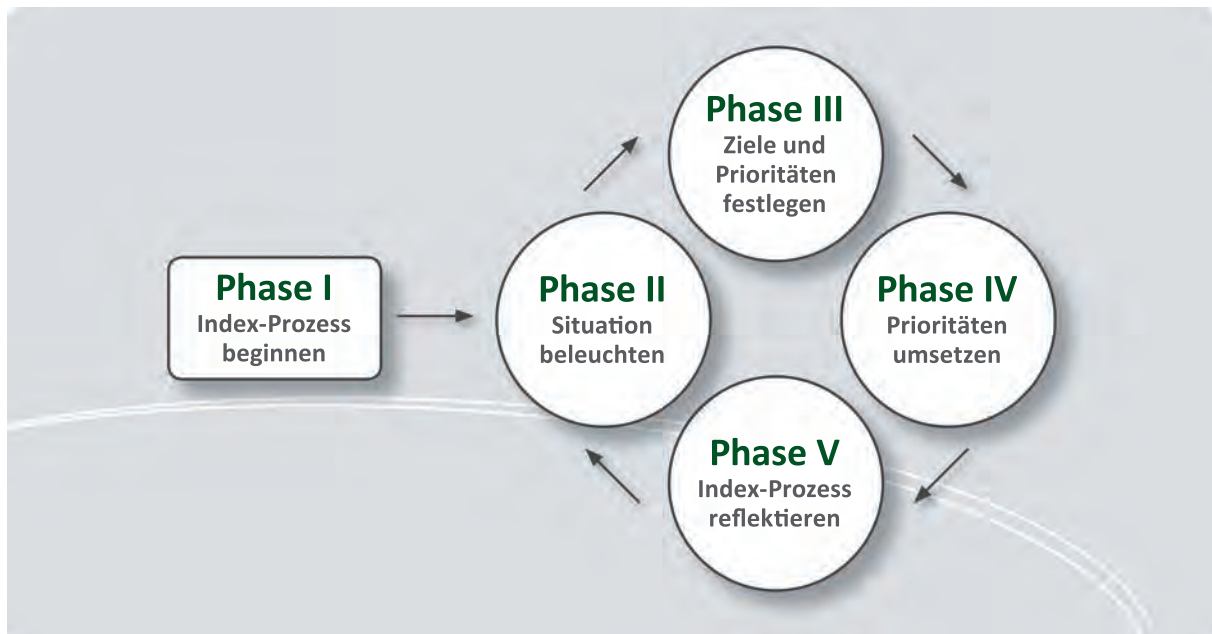 Phase I
Index-Prozess
beginnen
Phase II
Situation
beleuchten
Phase III
Ziele und
Prioritäten
festlegen
Phase IV
Prioritäten
umsetzen
Phase V
Index-Prozess
reflektieren